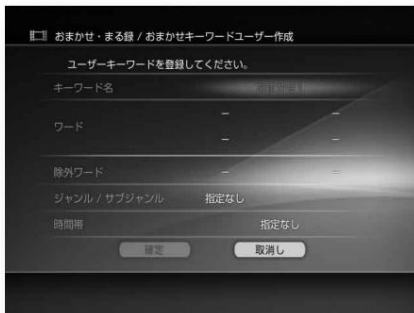 おまかせ・まる録 / おまかせキーワードユーザー作成
ユーザーキーワードを登録してください。
キーワード名
ワード
– –
– –
除外ワード – –
ジャンル / サブジャンル 指定なし
時間帯 指定なし
確定 取消し